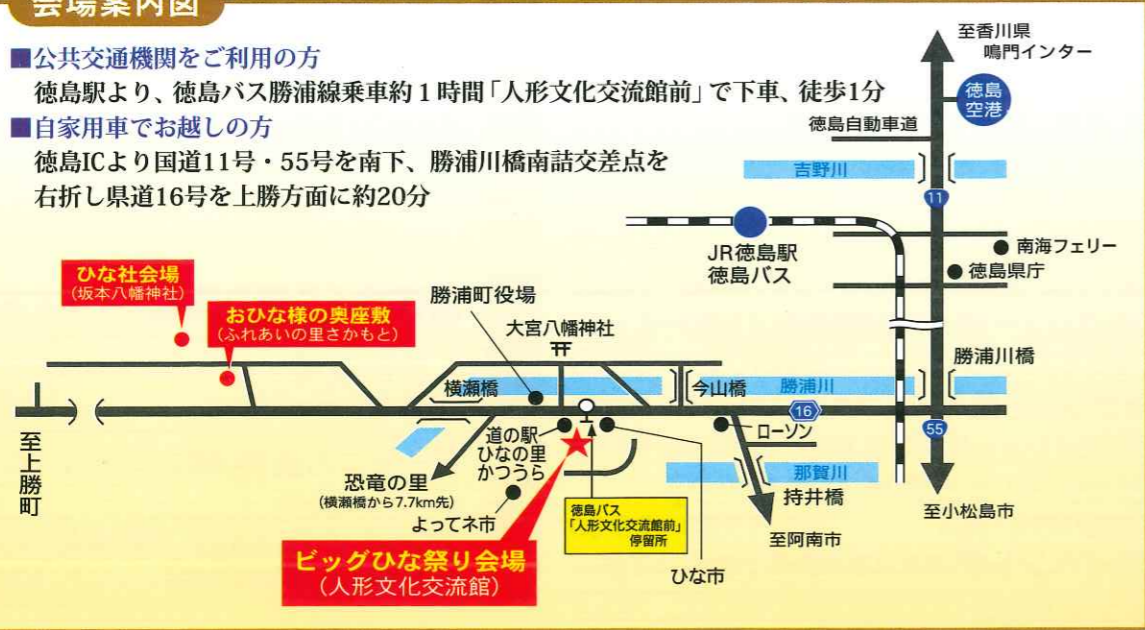 会場案内図
■公共交通機関をご利用の方
徳島駅より、徳島バス勝浦線乗車約1時間「人形文化交流館前」で下車、徒歩1分
■自家用車でお越しの方
徳島ICより国道11号・55号を南下、勝浦川橋南詰交差点を
右折し県道16号を上勝方面に約20分
至香川県
鳴門インター
徳島
空港
徳島自動車道
吉野川
11
JR徳島駅
徳島バス
南海フェリー
徳島県庁
ひな社会場
(坂本八幡神社)
おひな様の奥座敷
(ふれあいの里さかもと)
勝浦町役場
大宮八幡神社
勝浦川橋
横瀬橋
今山橋
勝浦川
16
55
至上勝町
道の駅
ひなの里
かつうら
ローソン
恐竜の里
(横瀬橋から7.7km先)
よってネ市
徳島バス
「人形文化交流館前」
停留所
那賀川
持井橋
至小松島市
至阿南市
ビッグひな祭り会場
(人形文化交流館)
ひな市